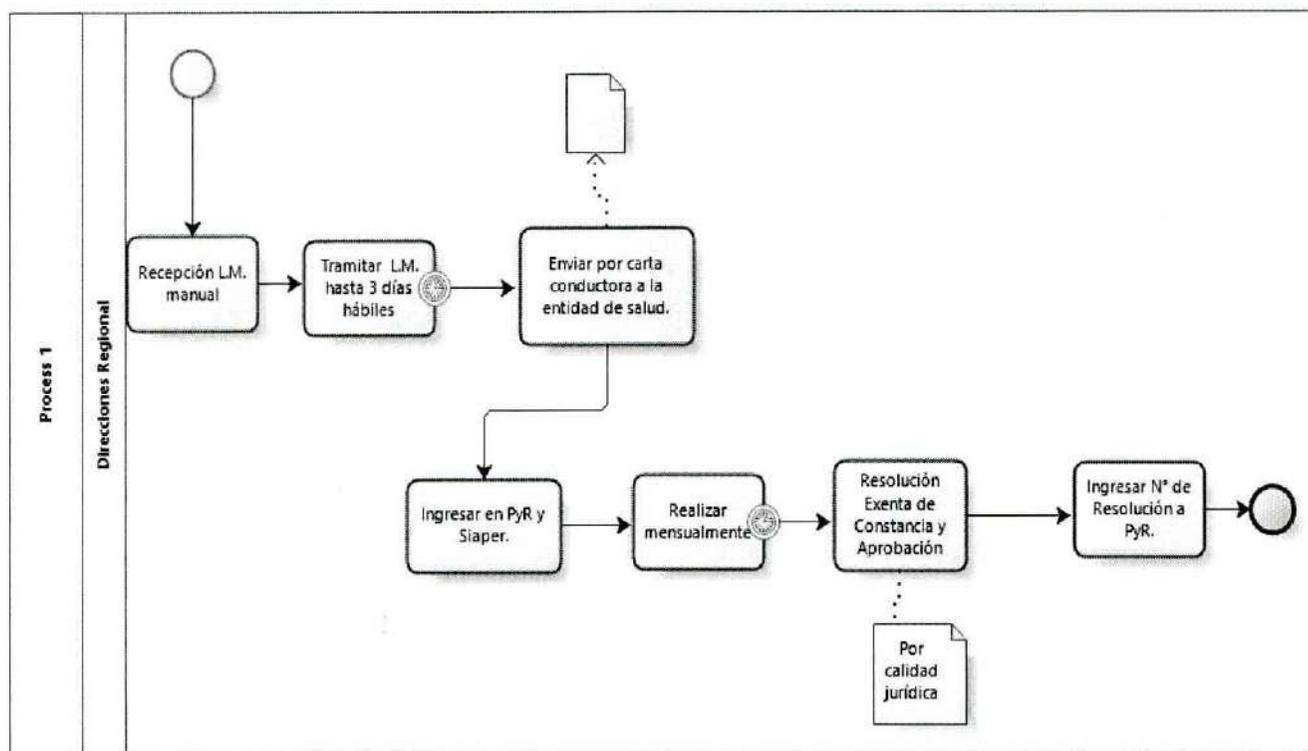 Process 1
Direcciones Regional
Recepción L.M.
manual
Tramitar L.M.
hasta 3 días
hábiles
Enviar por carta
conductora a la
entidad de salud.
Ingresar en PyR y
Siaper.
Realizar
mensualmente
Resolución
Exenta de
Constancia y
Aprobación
Ingresar N° de
Resolución a
PyR.
Por
calidad
jurídica